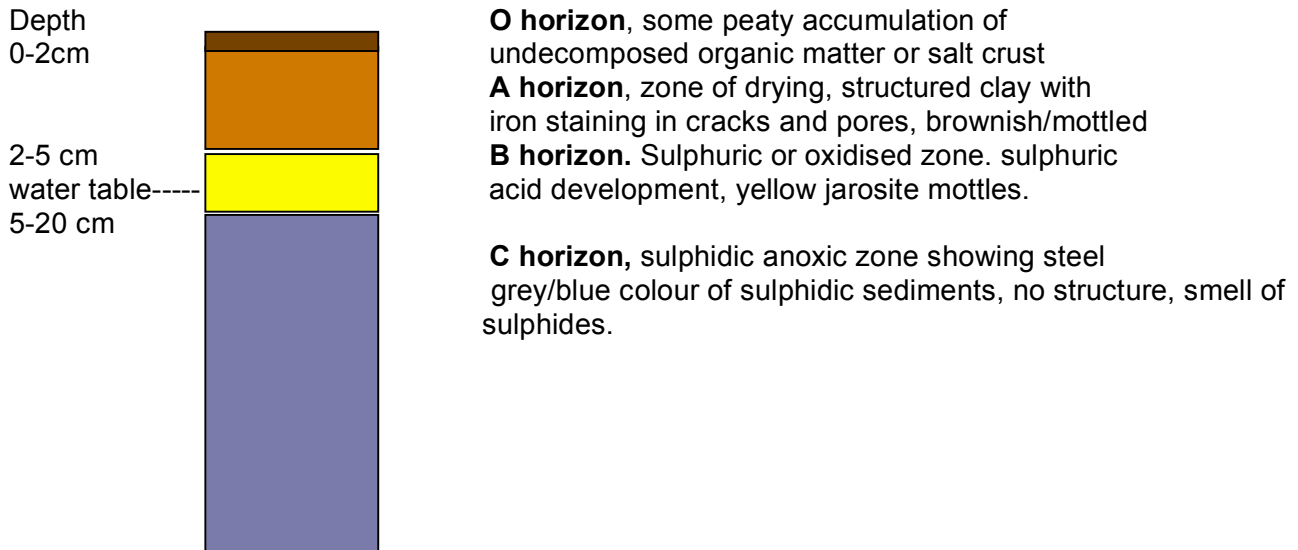 Depth
0-2cm
2-5 cm
water table-----
5-20 cm
O horizon, some peaty accumulation of
undecomposed organic matter or salt crust
A horizon, zone of drying, structured clay with
iron staining in cracks and pores, brownish/mottled
B horizon. Sulphuric or oxidised zone. sulphuric
acid development, yellow jarosite mottles.
C horizon, sulphidic anoxic zone showing steel
grey/blue colour of sulphidic sediments, no structure, smell of
sulphides.